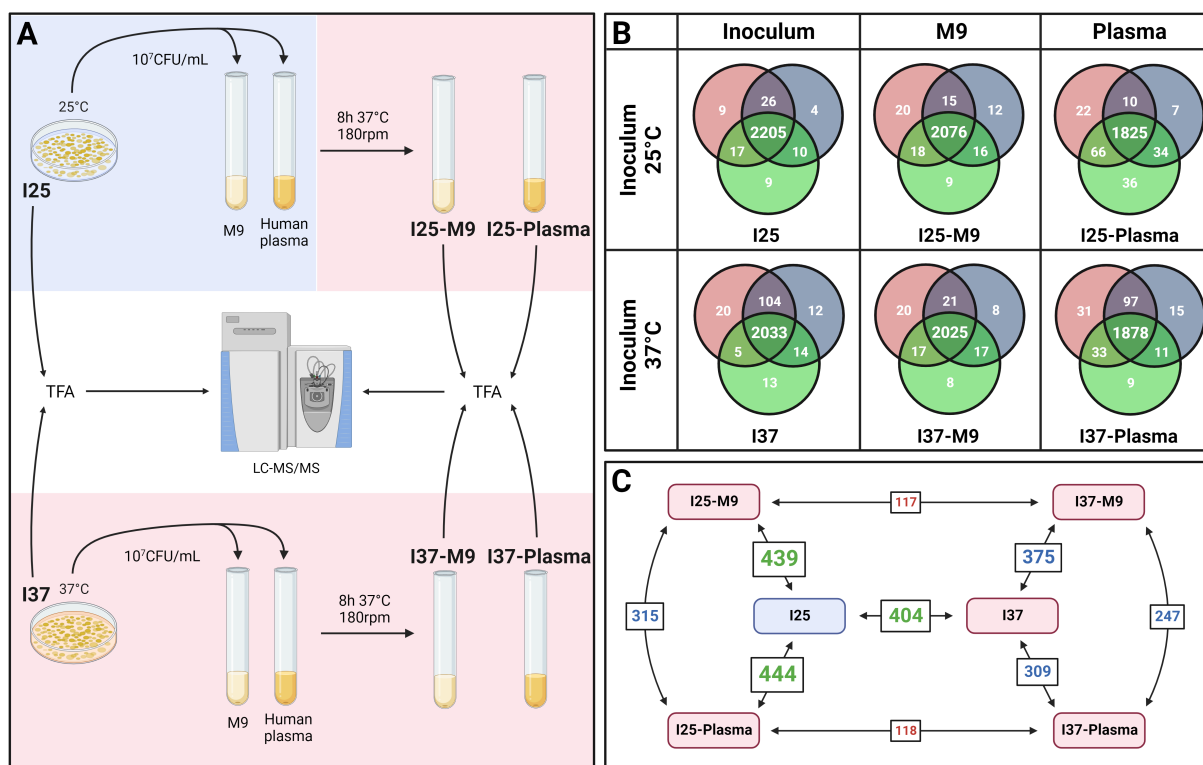 A
10⁷CFU/mL
25°C
I25
M9
Human
plasma
8h 37°C
180rpm
I25-M9
I25-Plasma
TFA
LC-MS/MS
TFA
I37
37°C
10⁷CFU/mL
M9
Human
plasma
8h 37°C
180rpm
I37-M9
I37-Plasma
B
Inoculum
M9
Plasma
Inoculum
25°C
9
26
4
2205
17
10
9
I25
20
15
12
2076
18
16
9
I25-M9
22
10
7
1825
66
34
36
I25-Plasma
Inoculum
37°C
20
104
12
2033
5
14
13
I37
20
21
8
2025
17
17
8
I37-M9
31
97
15
1878
33
11
9
I37-Plasma
C
I25-M9
117
I37-M9
439
375
315
I25
404
I37
247
444
309
I25-Plasma
118
I37-Plasma